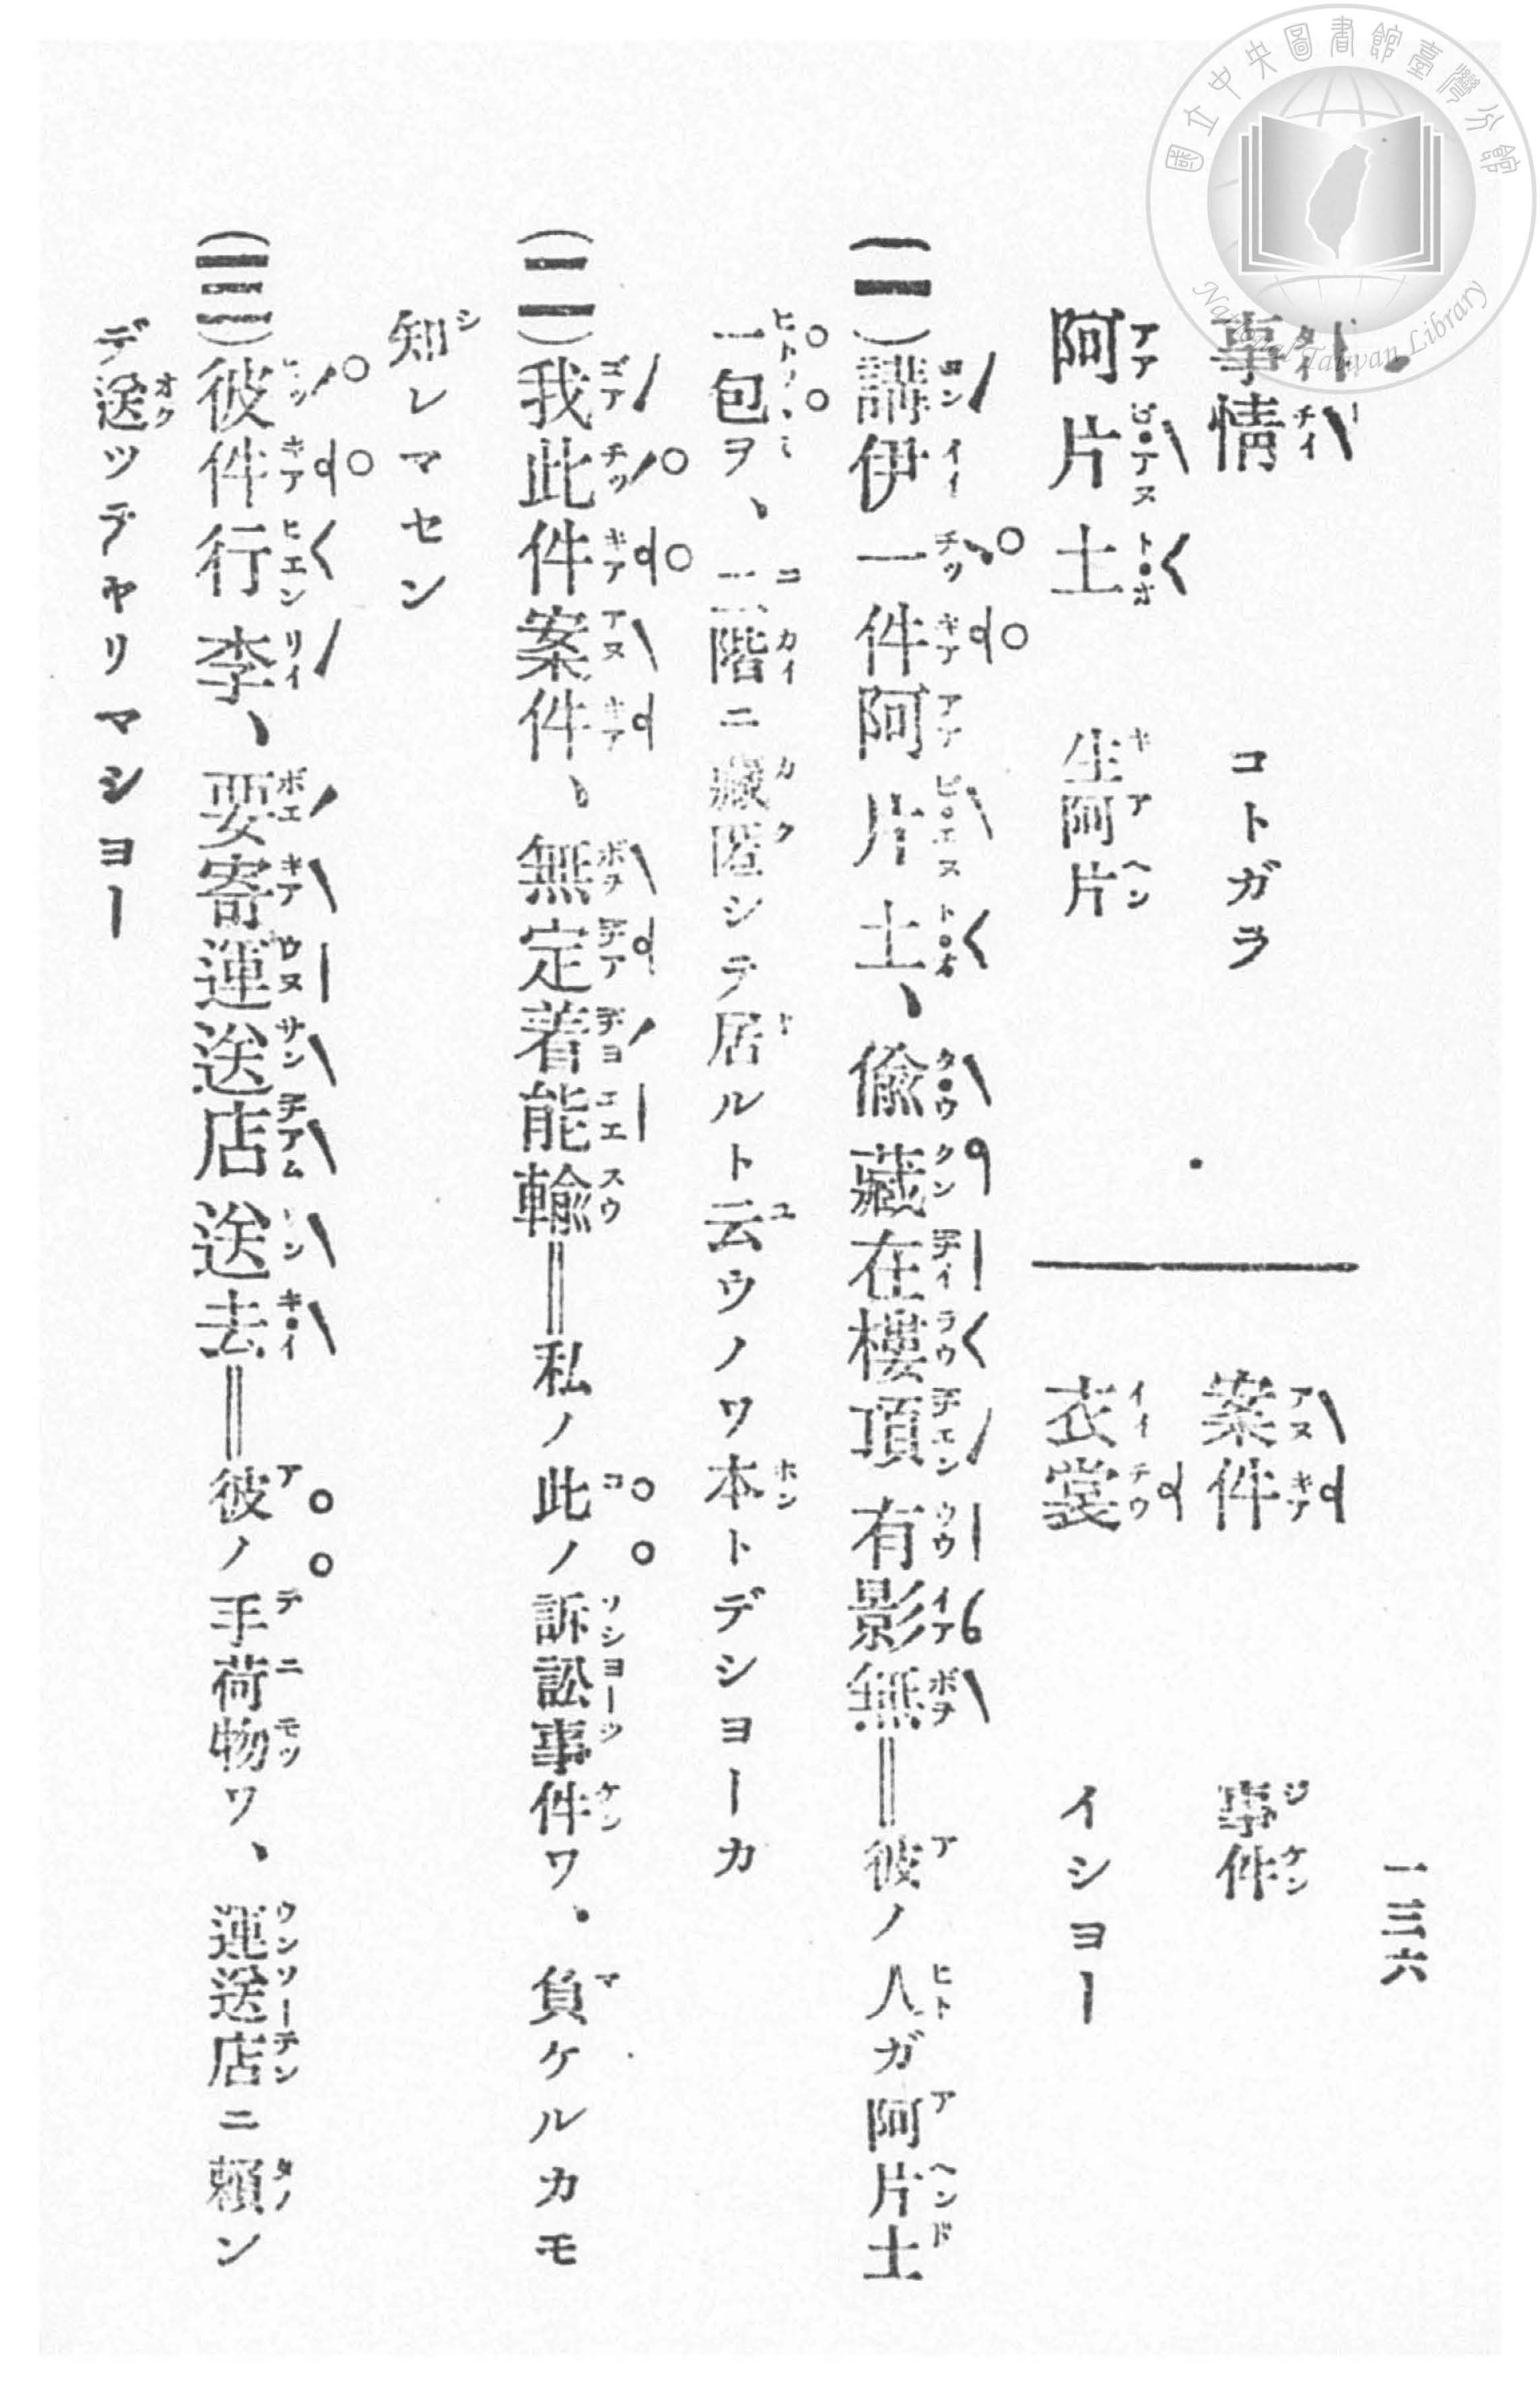 一三六
事情 コトガラ
案件 事件
阿片土 生阿片
衣裳 イショー
(一)講伊一件阿片土、偸藏在樓頂有影無=彼ノ人ガ阿片土
一包ヲ、二階ニ藏匿シテ居ルト云ウノワ本トデショーカ
(二)我此件案件、無定着能輸=私ノ此ノ訴訟事件ワ、負ケルカモ
知レマセン
(三)彼件行李、要寄運送店送去=彼ノ手荷物ワ、運送店ニ賴ン
デ送ツテヤリマショー
國立中央圖書館臺灣分館
National Taiwan Library